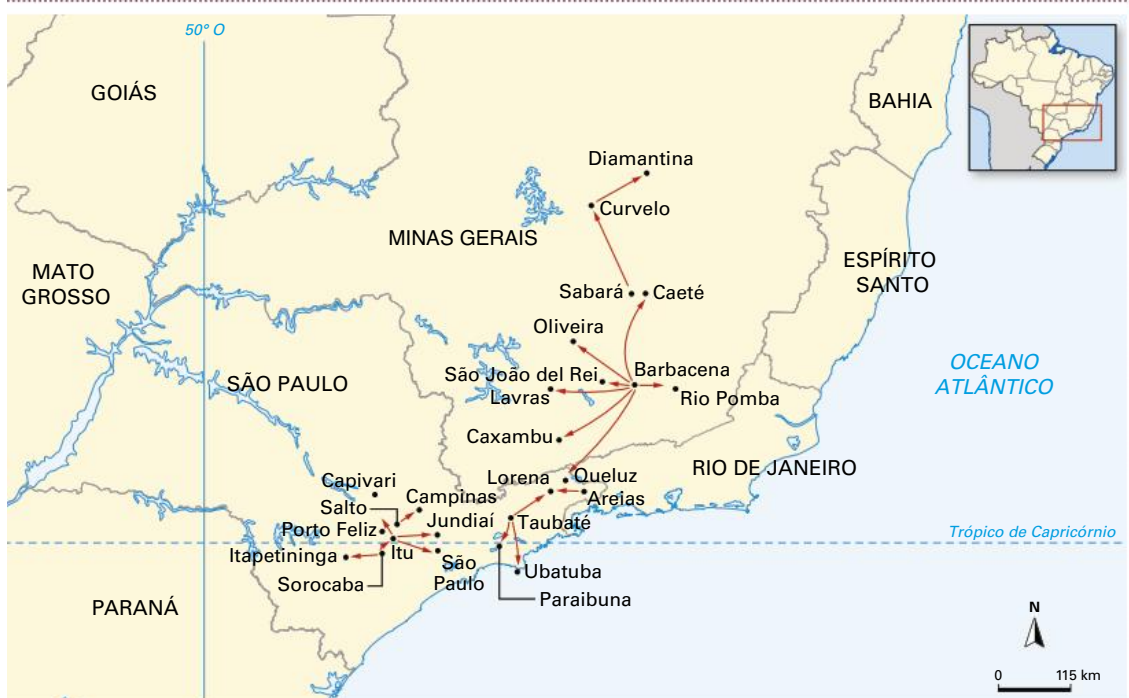 50° O
GOIÁS
BAHIA
Diamantina
Curvelo
MINAS GERAIS
ESPÍRITO
SANTO
MATO
GROSSO
Sabará
Caeté
Oliveira
OCEANO
ATLÂNTICO
SÃO PAULO
São João del Rei
Barbacena
Lavras
Rio Pomba
Caxambu
RIO DE JANEIRO
Lorena
Queluz
Capivari
Campinas
Areias
Salto
Jundiaí
Taubaté
Porto Feliz
Trópico de Capricórnio
Itapetininga
Itu
São
Paulo
Sorocaba
Ubatuba
Paraibuna
PARANÁ
N
0
115 km